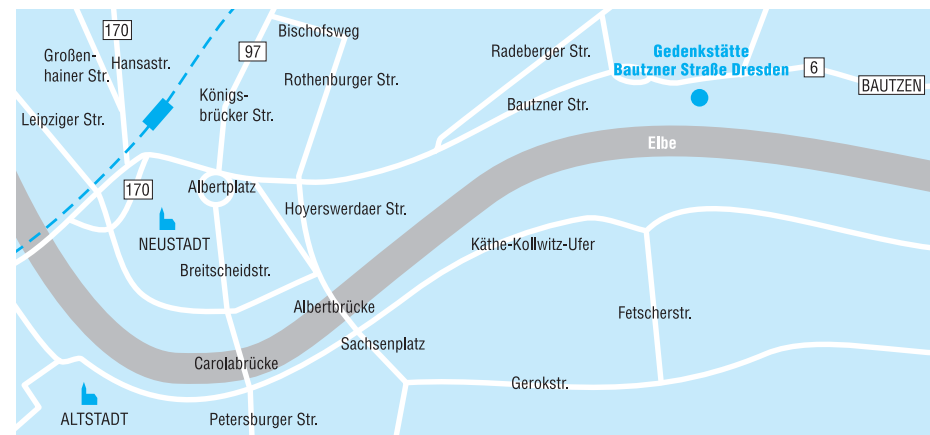 170
Bischofsweg
97
Großen-
hainer Str.
Hansastr.
Rothenburger Str.
Radeberger Str.
Gedenkstätte
Bautzner Straße Dresden
6
BAUTZEN
Königs-
brücker Str.
Bautzner Str.
Leipziger Str.
Elbe
170
Albertplatz
Hoyerswerdaer Str.
NEUSTADT
Käthe-Kollwitz-Ufer
Breitscheidstr.
Albertbrücke
Fetscherstr.
Sachsenplatz
Carolabrücke
Gerokstr.
ALTSTADT
Petersburger Str.